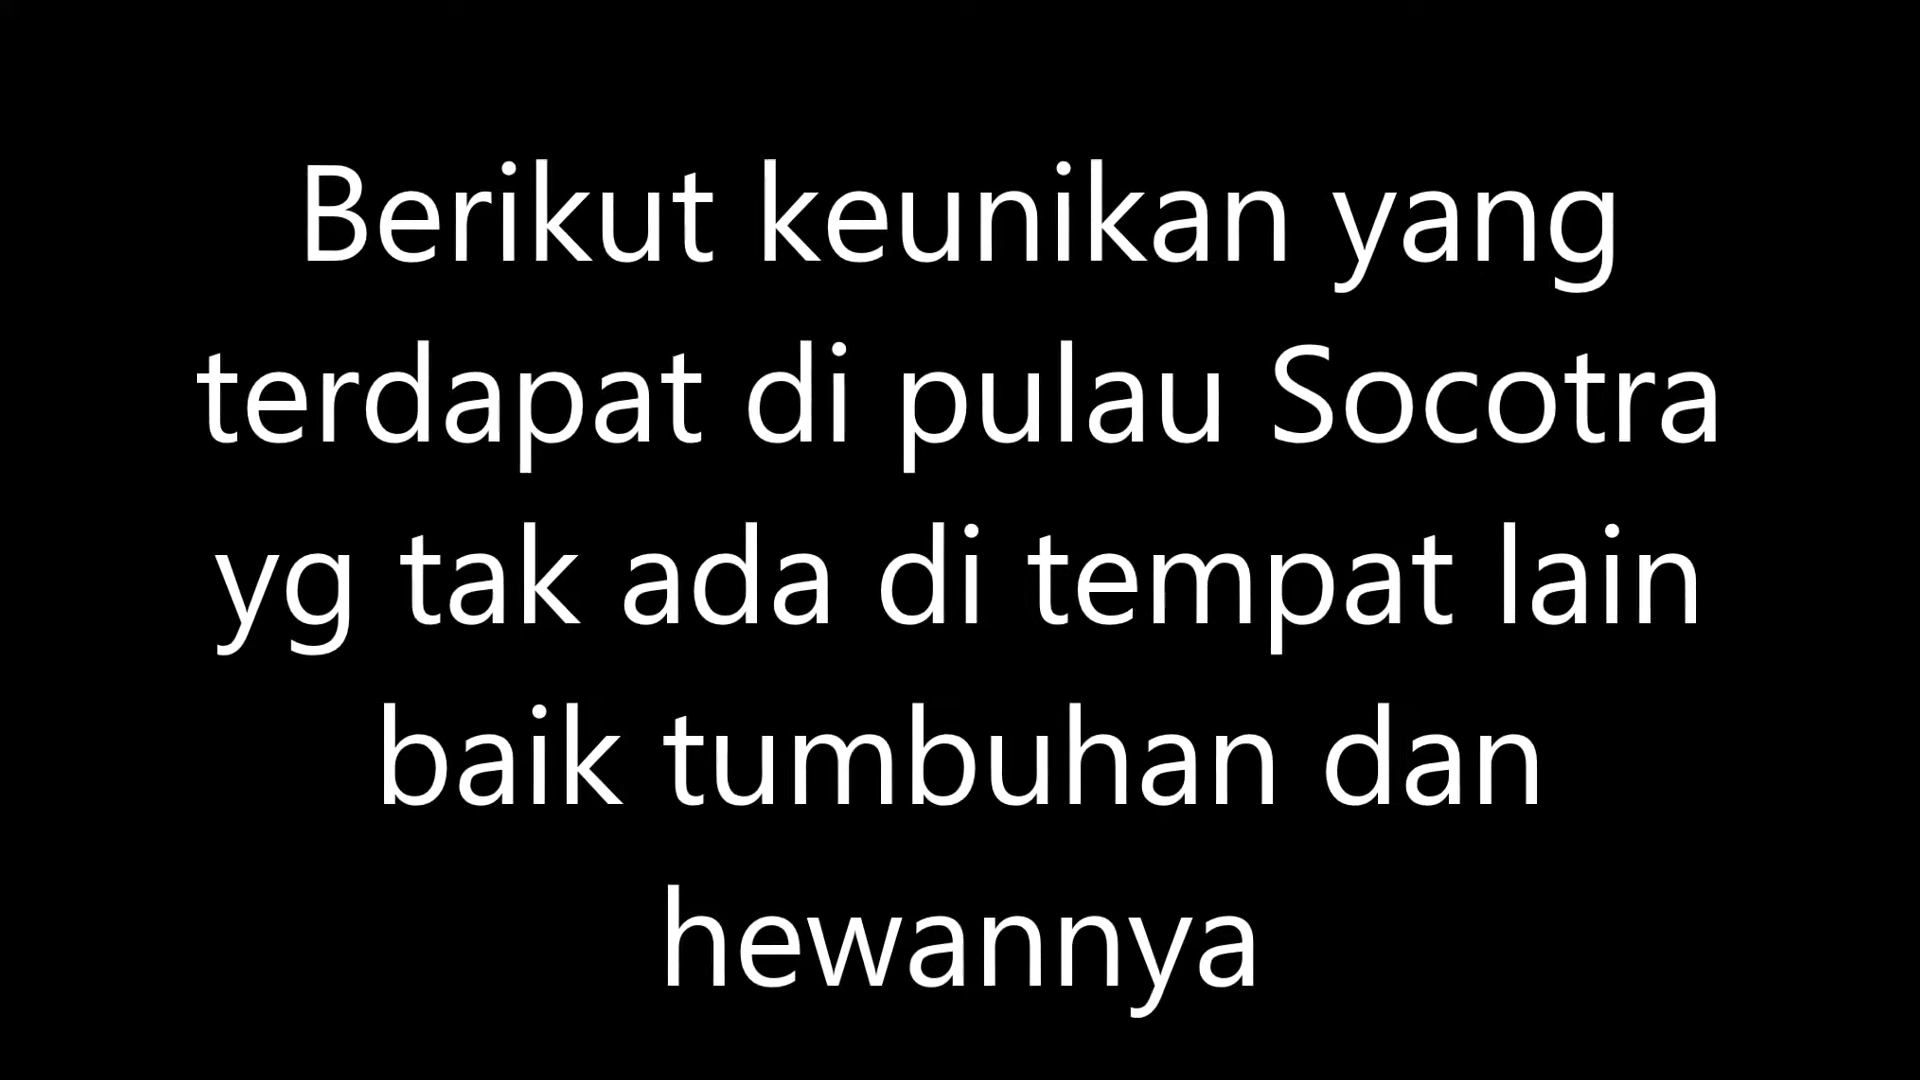 Berikut keunikan yang
terdapat di pulau Socotra
yg tak ada di tempat lain
baik tumbuhan dan
hewannya